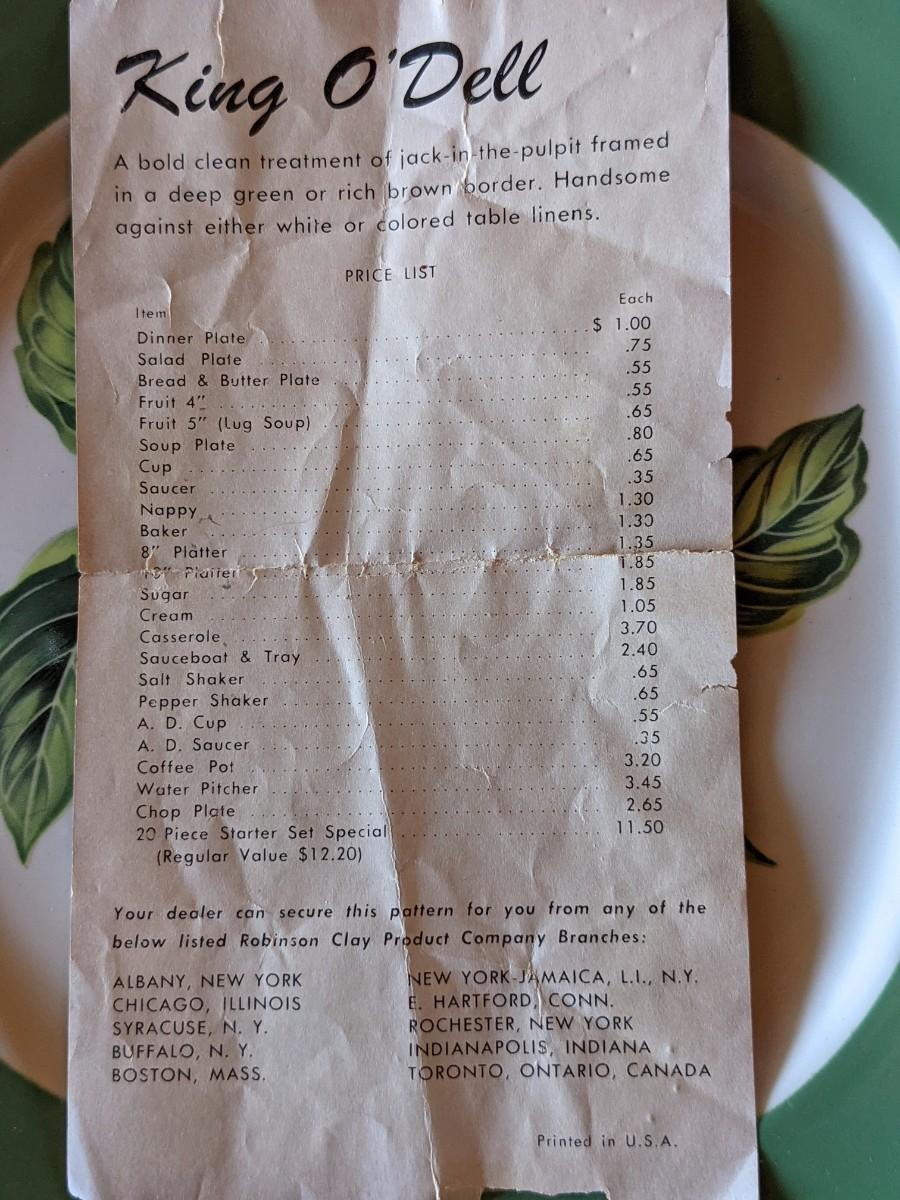 King O'Dell
A bold clean treatment of jack-in-the-pulpit framed
in a deep green or rich brown border. Handsome
against either white or colored table linens.
PRICE LIST
Item Each
Dinner Plate $ 1.00
Salad Plate .75
Bread & Butter Plate .55
Fruit 4" .55
Fruit 5" (Lug Soup) .65
Soup Plate .80
Cup .65
Saucer .35
Nappy 1.30
Baker 1.30
8" Platter 1.35
Platter 1.85
Sugar 1.85
Cream 1.05
Casserole 3.70
Sauceboat & Tray 2.40
Salt Shaker .65
Pepper Shaker .65
A. D. Cup .55
A. D. Saucer .35
Coffee Pot 3.20
Water Pitcher 3.45
Chop Plate 2.65
20 Piece Starter Set Special 11.50
(Regular Value $12.20)
Your dealer can secure this pattern for you from any of the
below listed Robinson Clay Product Company Branches:
ALBANY, NEW YORK
CHICAGO, ILLINOIS
SYRACUSE, N. Y.
BUFFALO, N. Y.
BOSTON, MASS.
NEW YORK-JAMAICA, L.I., N.Y.
E. HARTFORD, CONN.
ROCHESTER, NEW YORK
INDIANAPOLIS, INDIANA
TORONTO, ONTARIO, CANADA
Printed in U.S.A.